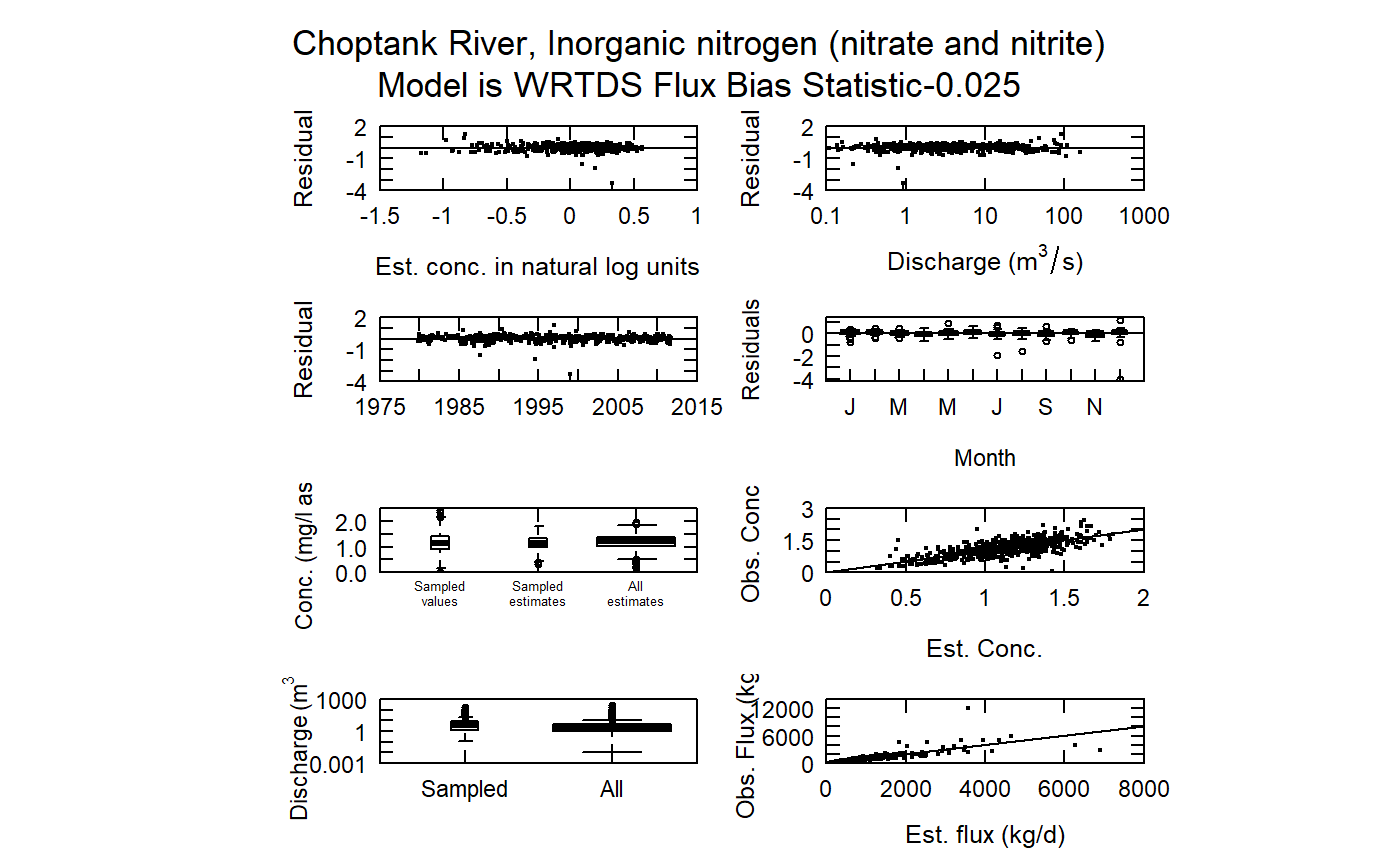 Choptank River, Inorganic nitrogen (nitrate and nitrite)
Model is WRTDS Flux Bias Statistic-0.025
Residual
2
-1
-4
-1.5 -1 -0.5 0 0.5 1
Est. conc. in natural log units
Residual
2
-1
-4
0.1 1 10 100 1000
Discharge (m³/s)
Residual
2
-1
-4
1975 1985 1995 2005 2015
Residuals
0
-2
-4
J M M J S N
Month
Conc. (mg/l as
2.0
1.0
0.0
Sampled values
Sampled estimates
All estimates
Obs. Conc
3
1.5
0
0 0.5 1 1.5 2
Est. Conc.
Discharge (m³
1000
1
0.001
Sampled All
Obs. Flux (kg
12000
6000
0
0 2000 4000 6000 8000
Est. flux (kg/d)